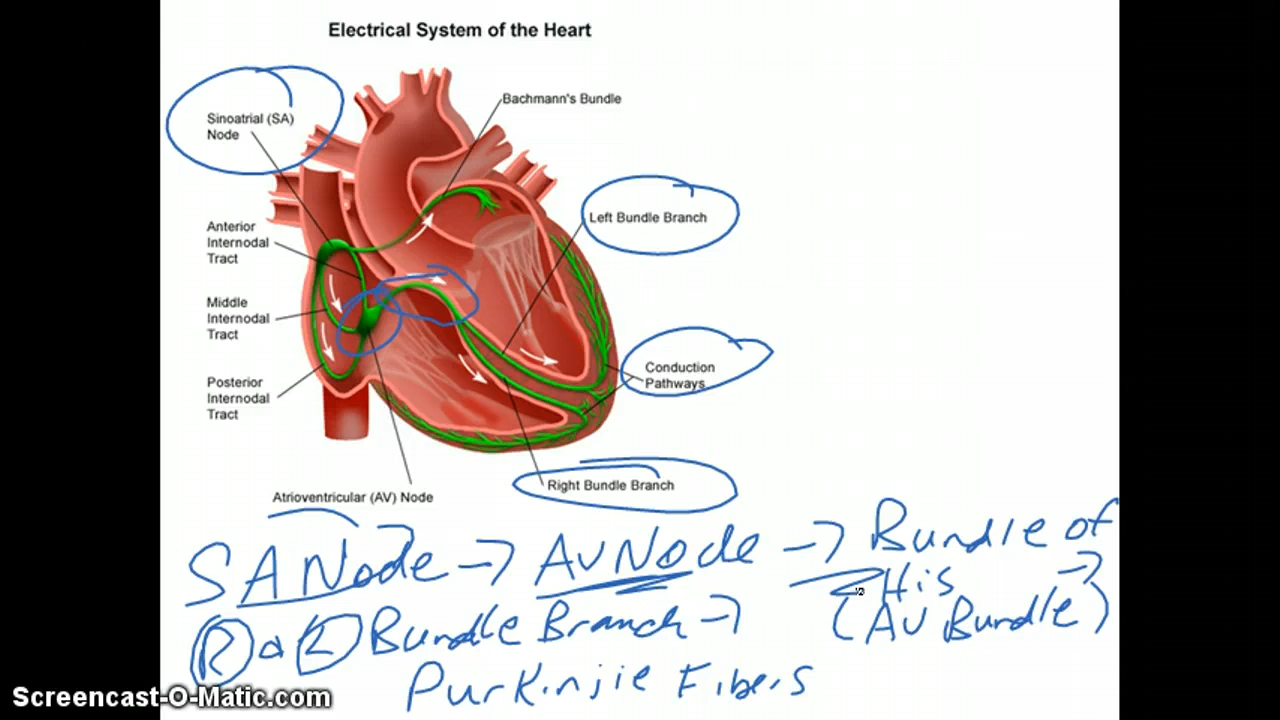 Electrical System of the Heart
Bachmann's Bundle
Sinoatrial (SA)
Node
Left Bundle Branch
Anterior
Internodal
Tract
Middle
Internodal
Tract
Conduction
Pathways
Posterior
Internodal
Tract
Right Bundle Branch
Atrioventricular (AV) Node
SA Node → AV Node → Bundle of
His →
(AV Bundle)
R & L Bundle Branch →
Purkinjie Fibers
Screencast-O-Matic.com